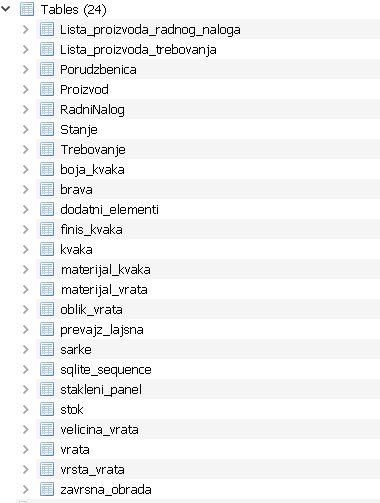 Tables (24)
Lista_proizvoda_radnog_naloga
Lista_proizvoda_trebovanja
Porudzbenica
Proizvod
RadniNalog
Stanje
Trebovanje
boja_kvaka
brava
dodatni_elementi
finis_kvaka
kvaka
materijal_kvaka
materijal_vrata
oblik_vrata
prevajz_lajsna
sarke
sqlite_sequence
stakleni_panel
stok
velicina_vrata
vrata
vrsta_vrata
zavrsna_obrada